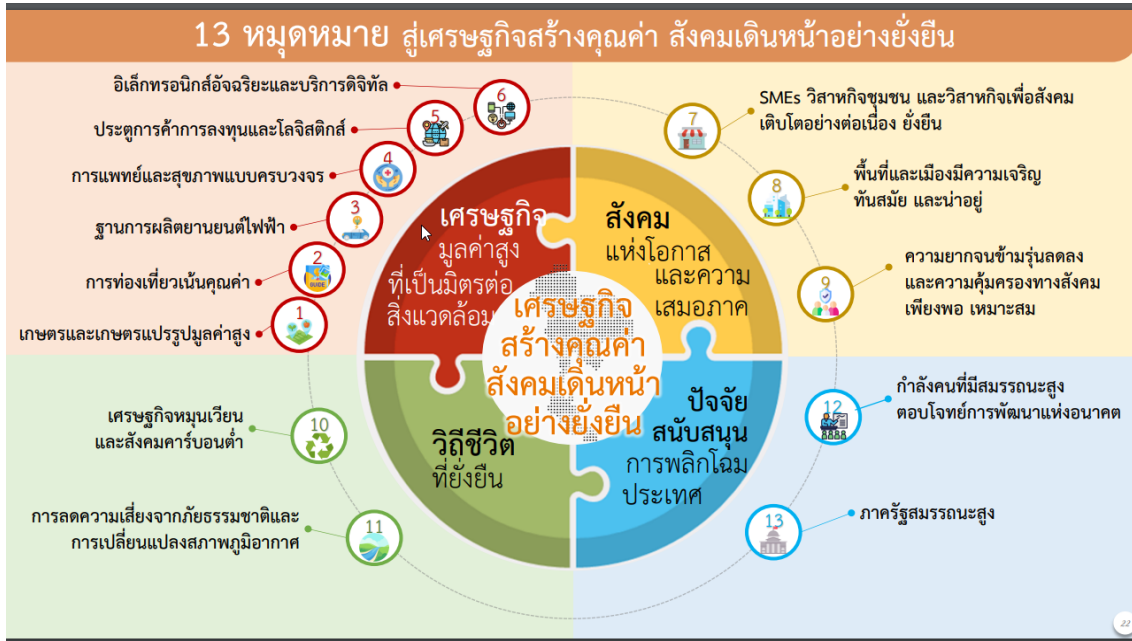 13 หมุดหมาย สู่เศรษฐกิจสร้างคุณค่า สังคมเดินหน้าอย่างยั่งยืน
อิเล็กทรอนิกส์อัจฉริยะและบริการดิจิทัล
6
ประตูการค้าการลงทุนและโลจิสติกส์
5
การแพทย์และสุขภาพแบบครบวงจร
4
ฐานการผลิตยานยนต์ไฟฟ้า
3
การท่องเที่ยวเน้นคุณค่า
2
GUIDE
เกษตรและเกษตรแปรรูปมูลค่าสูง
1
เศรษฐกิจ
มูลค่าสูง
ที่เป็นมิตรต่อ
สิ่งแวดล้อม
7
SMEs วิสาหกิจชุมชน และวิสาหกิจเพื่อสังคม
เติบโตอย่างต่อเนื่อง ยั่งยืน
8
พื้นที่และเมืองมีความเจริญ
ทันสมัย และน่าอยู่
9
ความยากจนข้ามรุ่นลดลง
และความคุ้มครองทางสังคม
เพียงพอ เหมาะสม
สังคม
แห่งโอกาส
และความ
เสมอภาค
เศรษฐกิจ
สร้างคุณค่า
สังคมเดินหน้า
อย่างยั่งยืน
เศรษฐกิจหมุนเวียน
และสังคมคาร์บอนต่ำ
10
การลดความเสี่ยงจากภัยธรรมชาติและ
การเปลี่ยนแปลงสภาพภูมิอากาศ
11
วิถีชีวิต
ที่ยั่งยืน
ปัจจัย
สนับสนุน
การพลิกโฉม
ประเทศ
12
กำลังคนที่มีสมรรถนะสูง
ตอบโจทย์การพัฒนาแห่งอนาคต
13
ภาครัฐสมรรถนะสูง
22